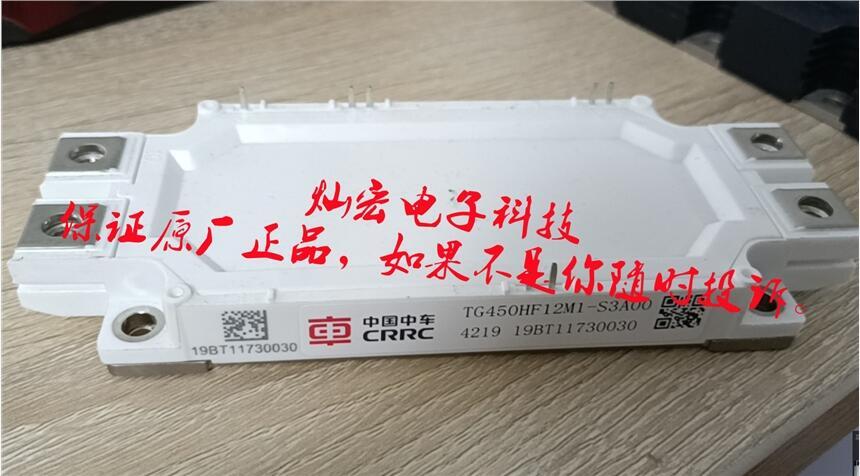 灿宏电子科技
保证原厂正品，如果不是你随时投诉。
19BT11730030
中国中车
CRRC
TG450HF12M1-S3A00
4219 19BT11730030